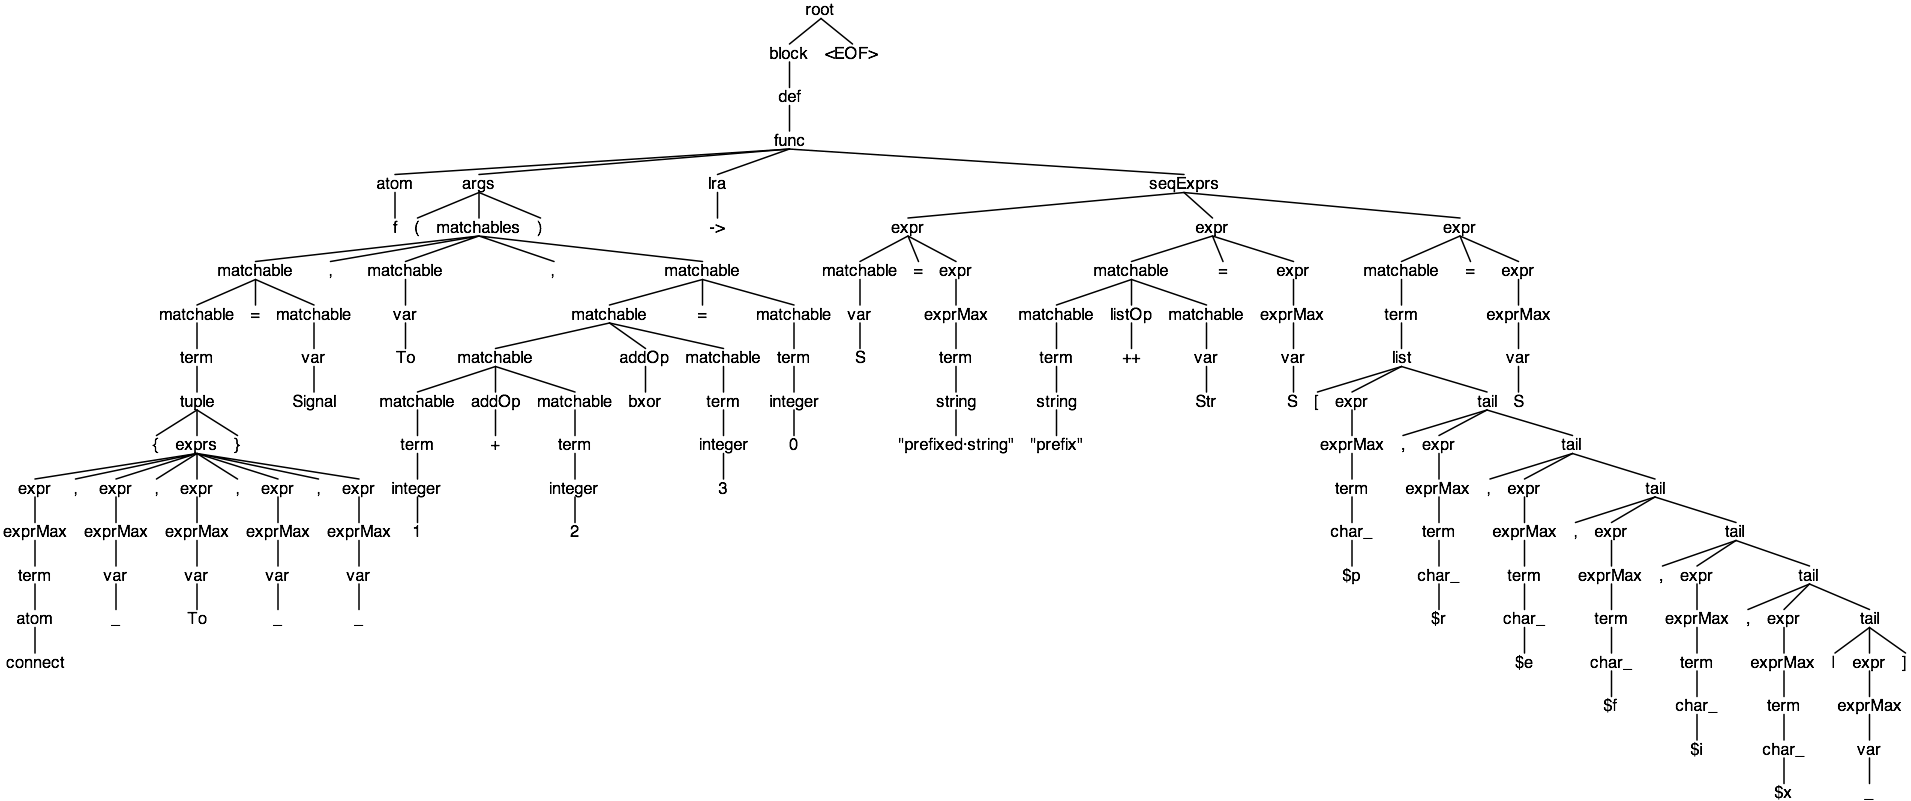 root
block <EOF>
def
func
atom args lra seqExprs
f ( matchables ) -> expr expr expr
matchable , matchable , matchable matchable = expr matchable = expr matchable = expr
matchable = matchable var matchable = matchable var exprMax matchable listOp matchable exprMax term exprMax
term var To matchable addOp matchable term S term term ++ var var list var
tuple Signal matchable addOp matchable bxor term integer string string Str S [ expr tail S
{ exprs } term + term integer 0 "prefixed·string" "prefix" exprMax , expr tail
expr , expr , expr , expr , expr integer integer 3 term exprMax , expr tail
exprMax exprMax exprMax exprMax exprMax 1 2 char_ term exprMax , expr tail
term var var var var $p char_ term exprMax , expr tail
atom _ To _ _ $r char_ term exprMax , expr tail
connect $e char_ term exprMax | expr ]
$f char_ term exprMax
$i char_ var
$x _